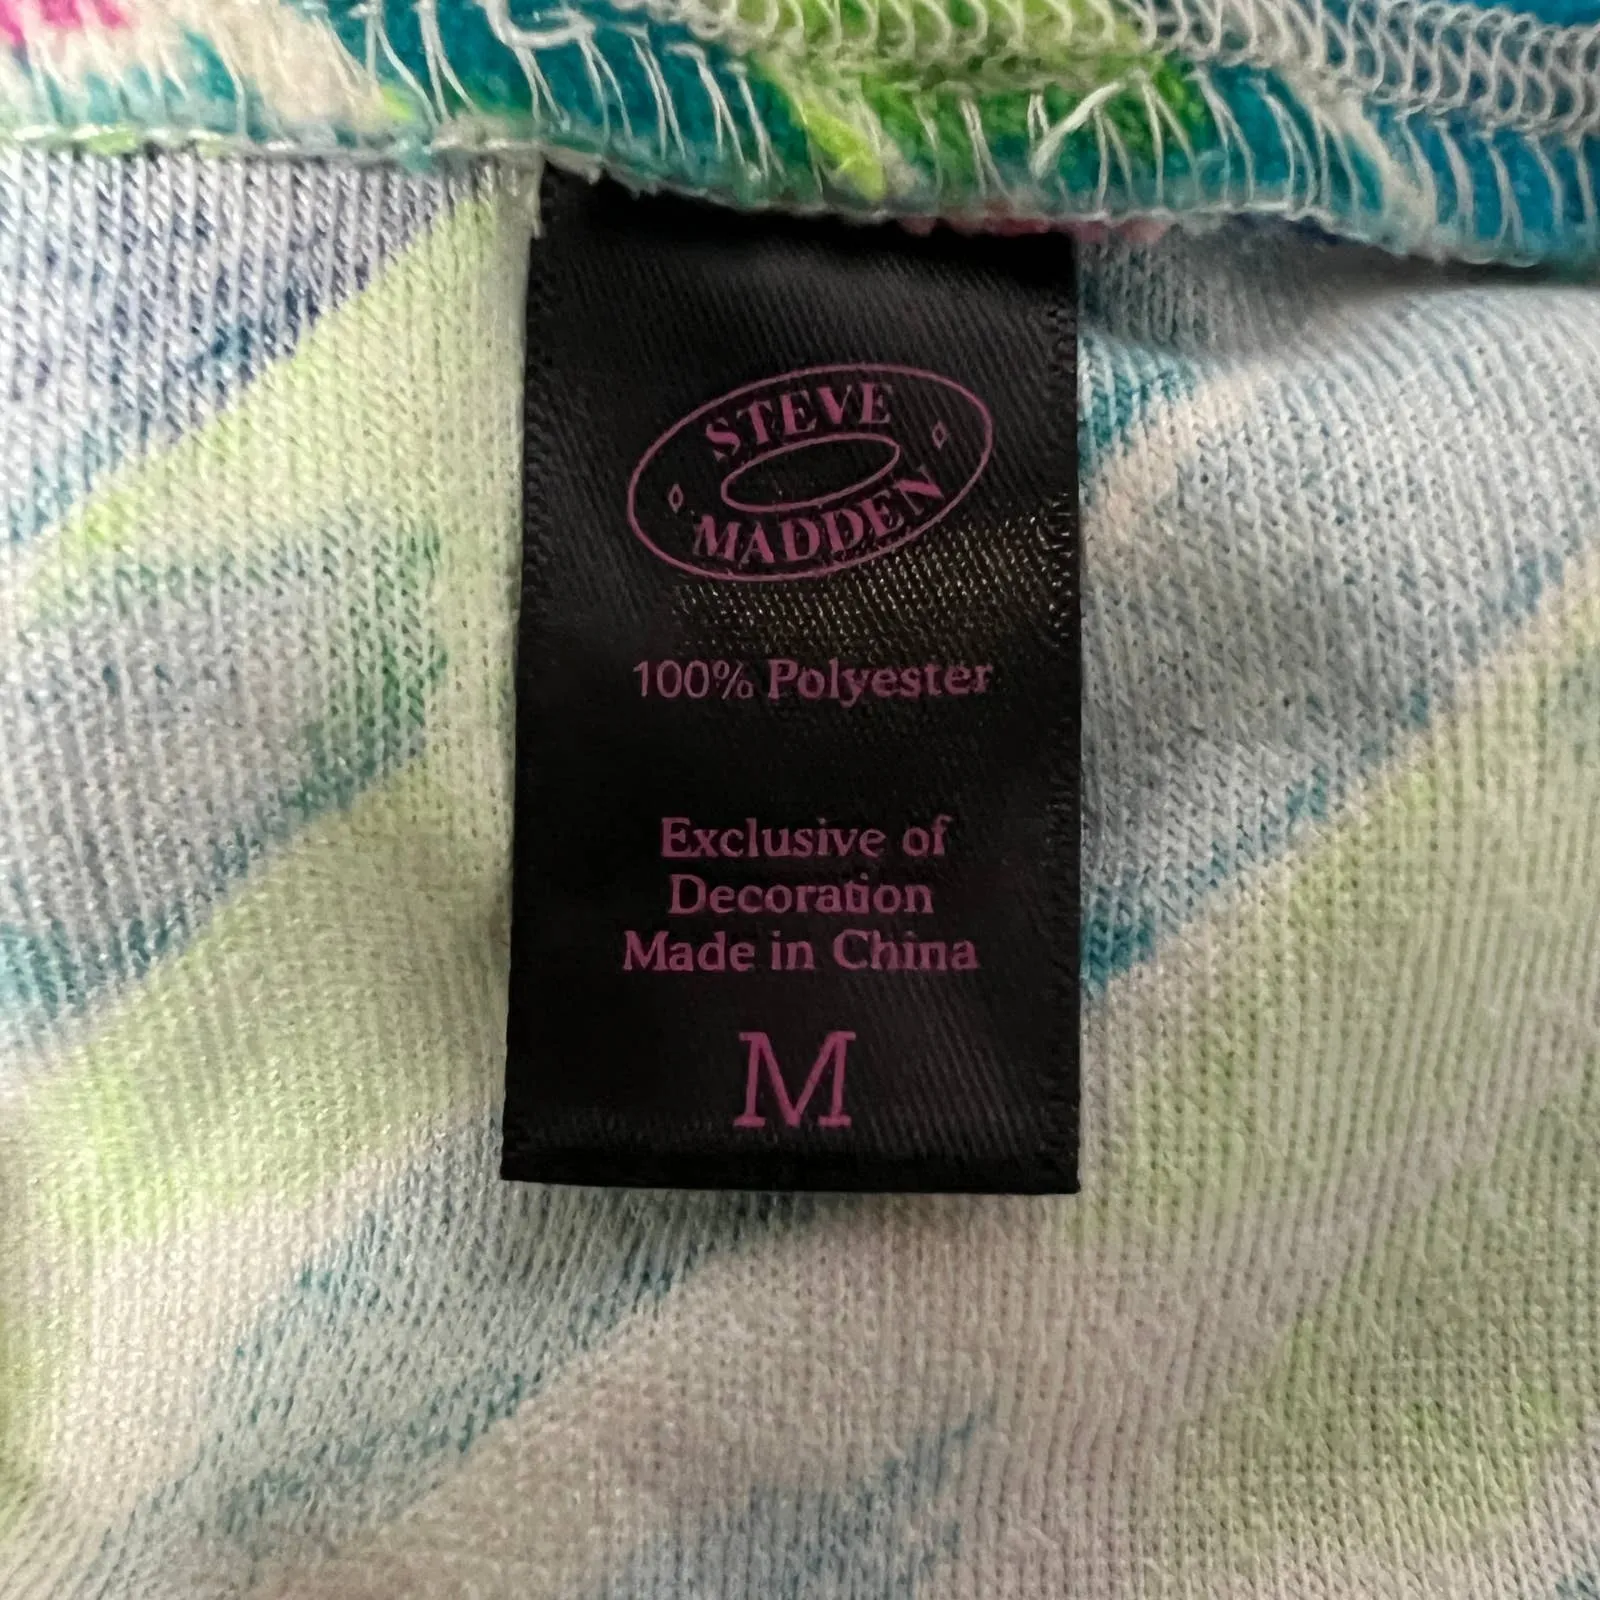 STEVE
MADDEN
100% Polyester
Exclusive of
Decoration
Made in China
M